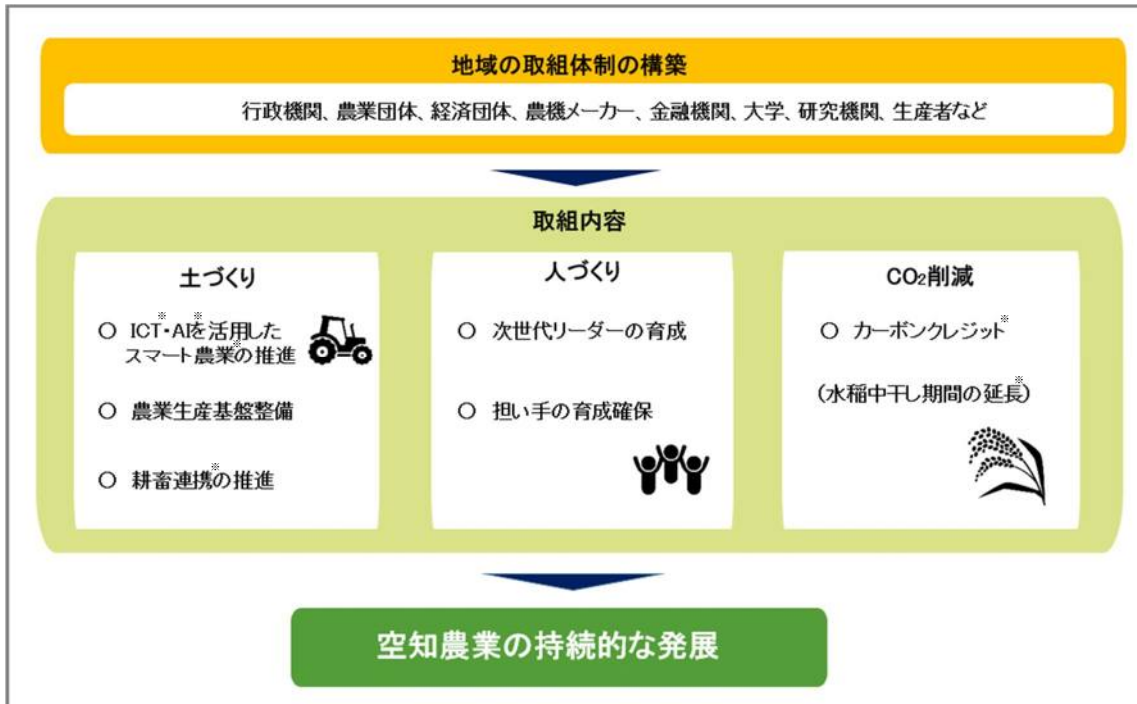 地域の取組体制の構築
行政機関、農業団体、経済団体、農機メーカー、金融機関、大学、研究機関、生産者など
取組内容
土づくり
○ ICT※・AI※を活用した
スマート農業※の推進
○ 農業生産基盤整備
○ 耕畜連携※の推進
人づくり
○ 次世代リーダーの育成
○ 担い手の育成確保
CO₂削減
○ カーボンクレジット※
（水稲中干し期間の延長※）
空知農業の持続的な発展